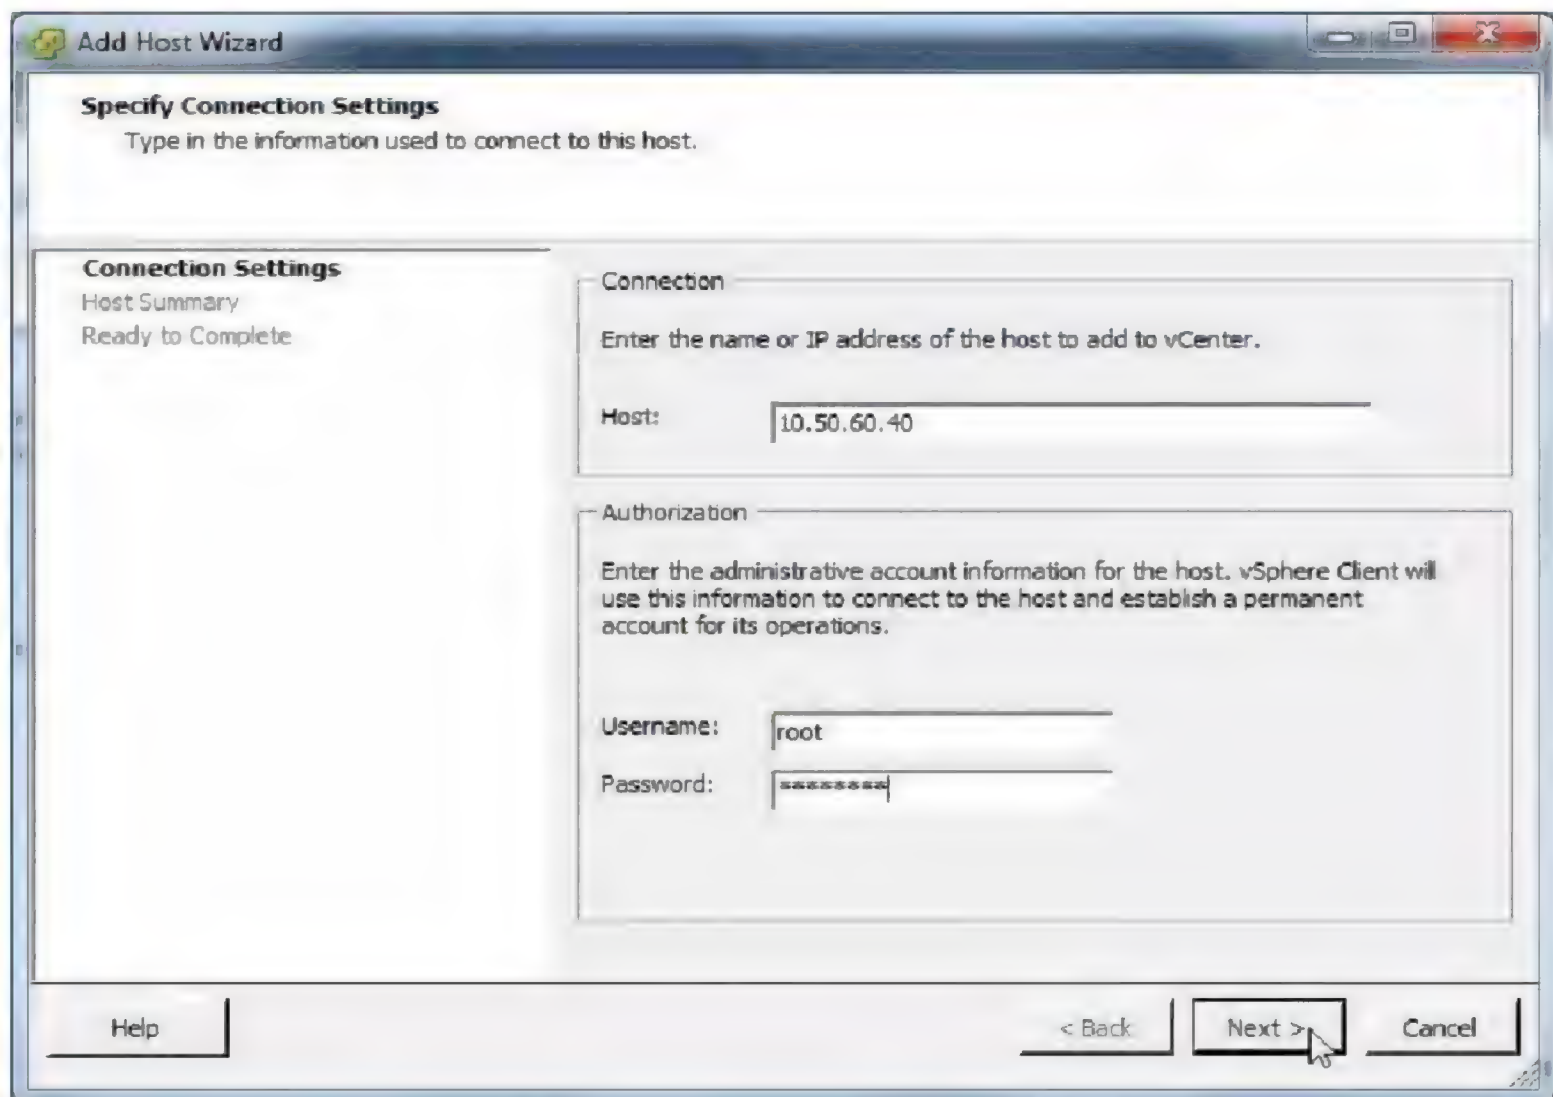 Add Host Wizard
Specify Connection Settings
Type in the information used to connect to this host.
Connection Settings
Host Summary
Ready to Complete
Connection
Enter the name or IP address of the host to add to vCenter.
Host: 10.50.60.40
Authorization
Enter the administrative account information for the host. vSphere Client will
use this information to connect to the host and establish a permanent
account for its operations.
Username: root
Password: ********
Help
< Back
Next >
Cancel